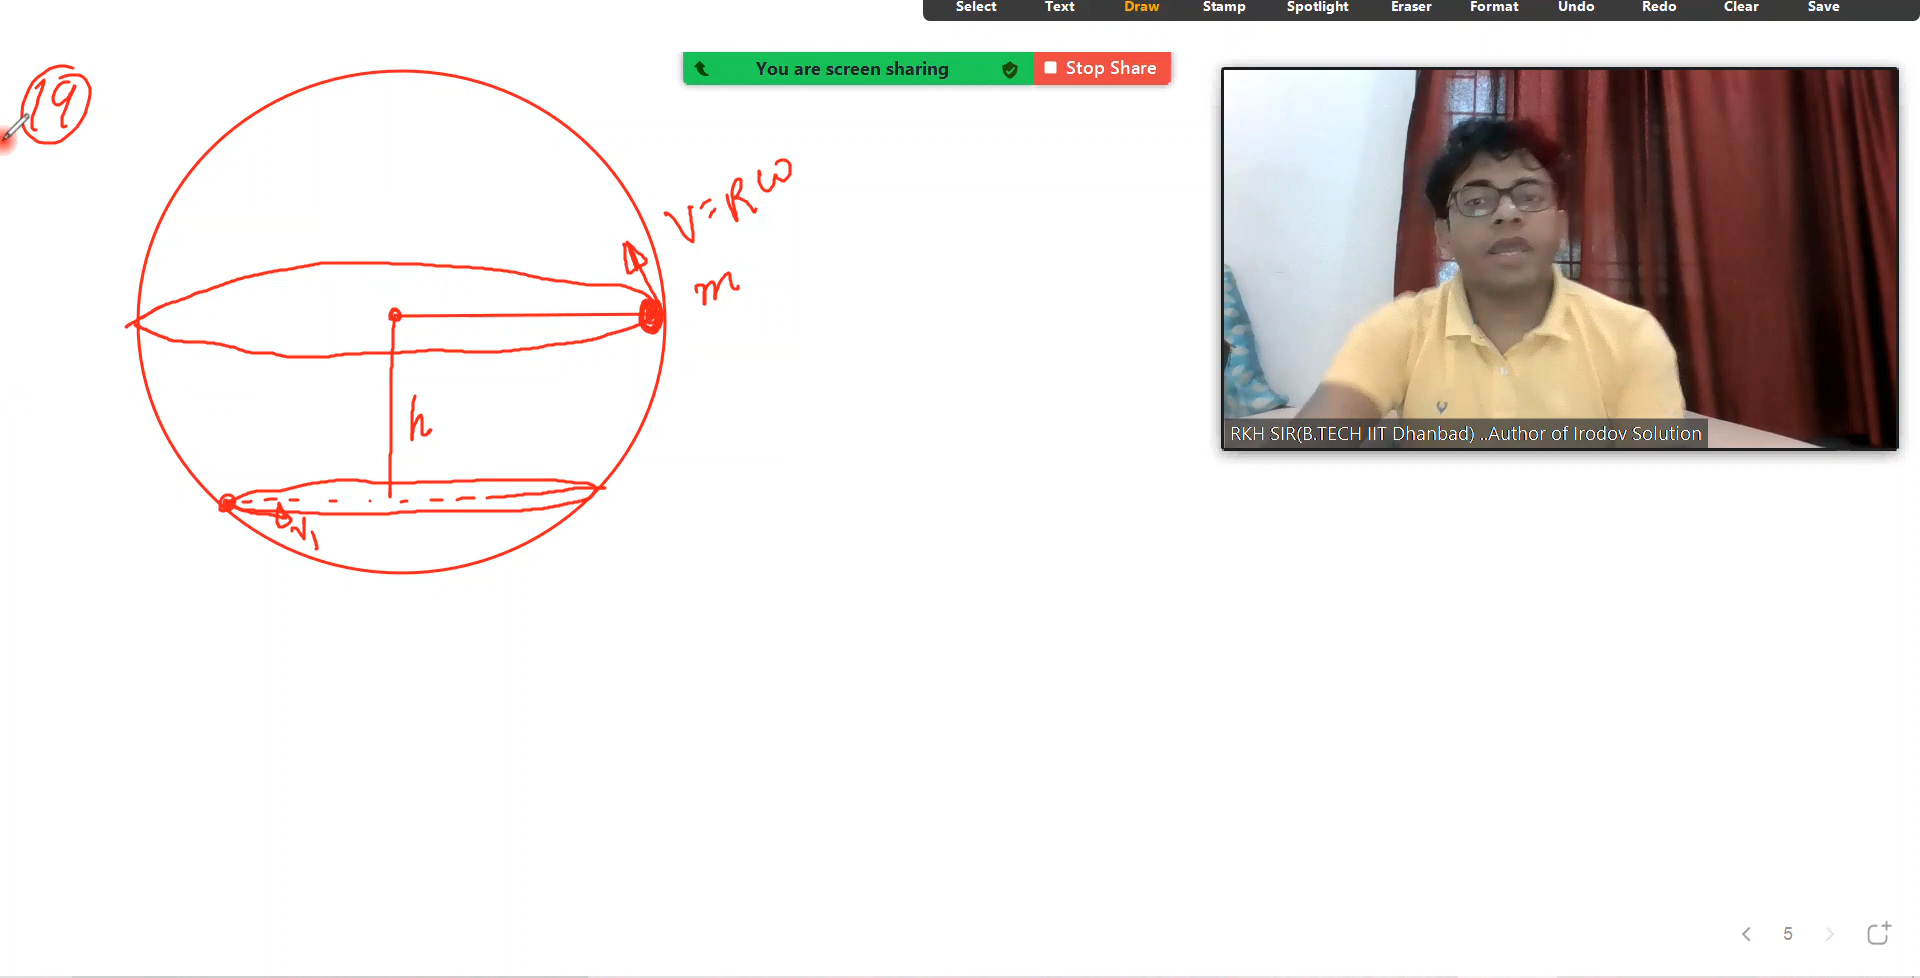 Select Text Draw Stamp Spotlight Eraser Format Undo Redo Clear Save
You are screen sharing Stop Share
19
V=Rω
m
h
V1
RKH SIR(B.TECH IIT Dhanbad) ..Author of Irodov Solution
5